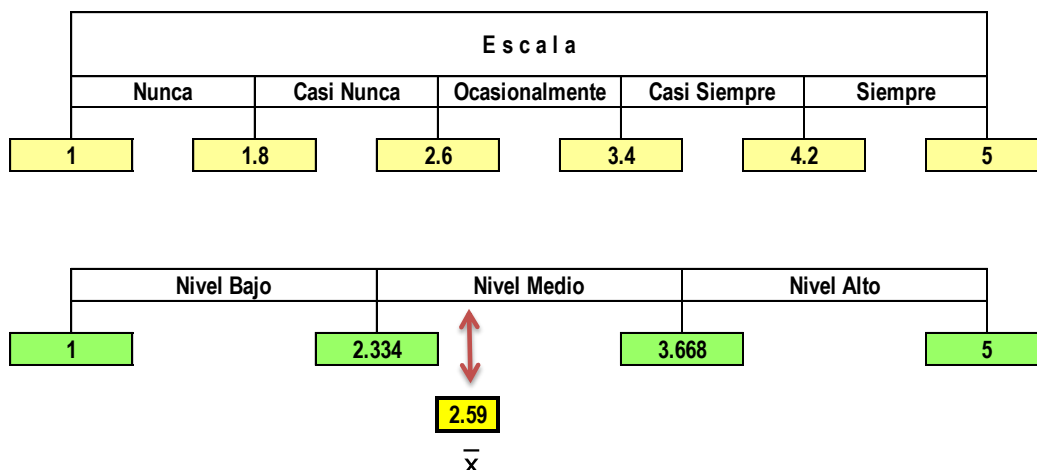 Escala
Nunca Casi Nunca Ocasionalmente Casi Siempre Siempre
1 1.8 2.6 3.4 4.2 5
Nivel Bajo Nivel Medio Nivel Alto
1 2.334 3.668 5
2.59
x̄